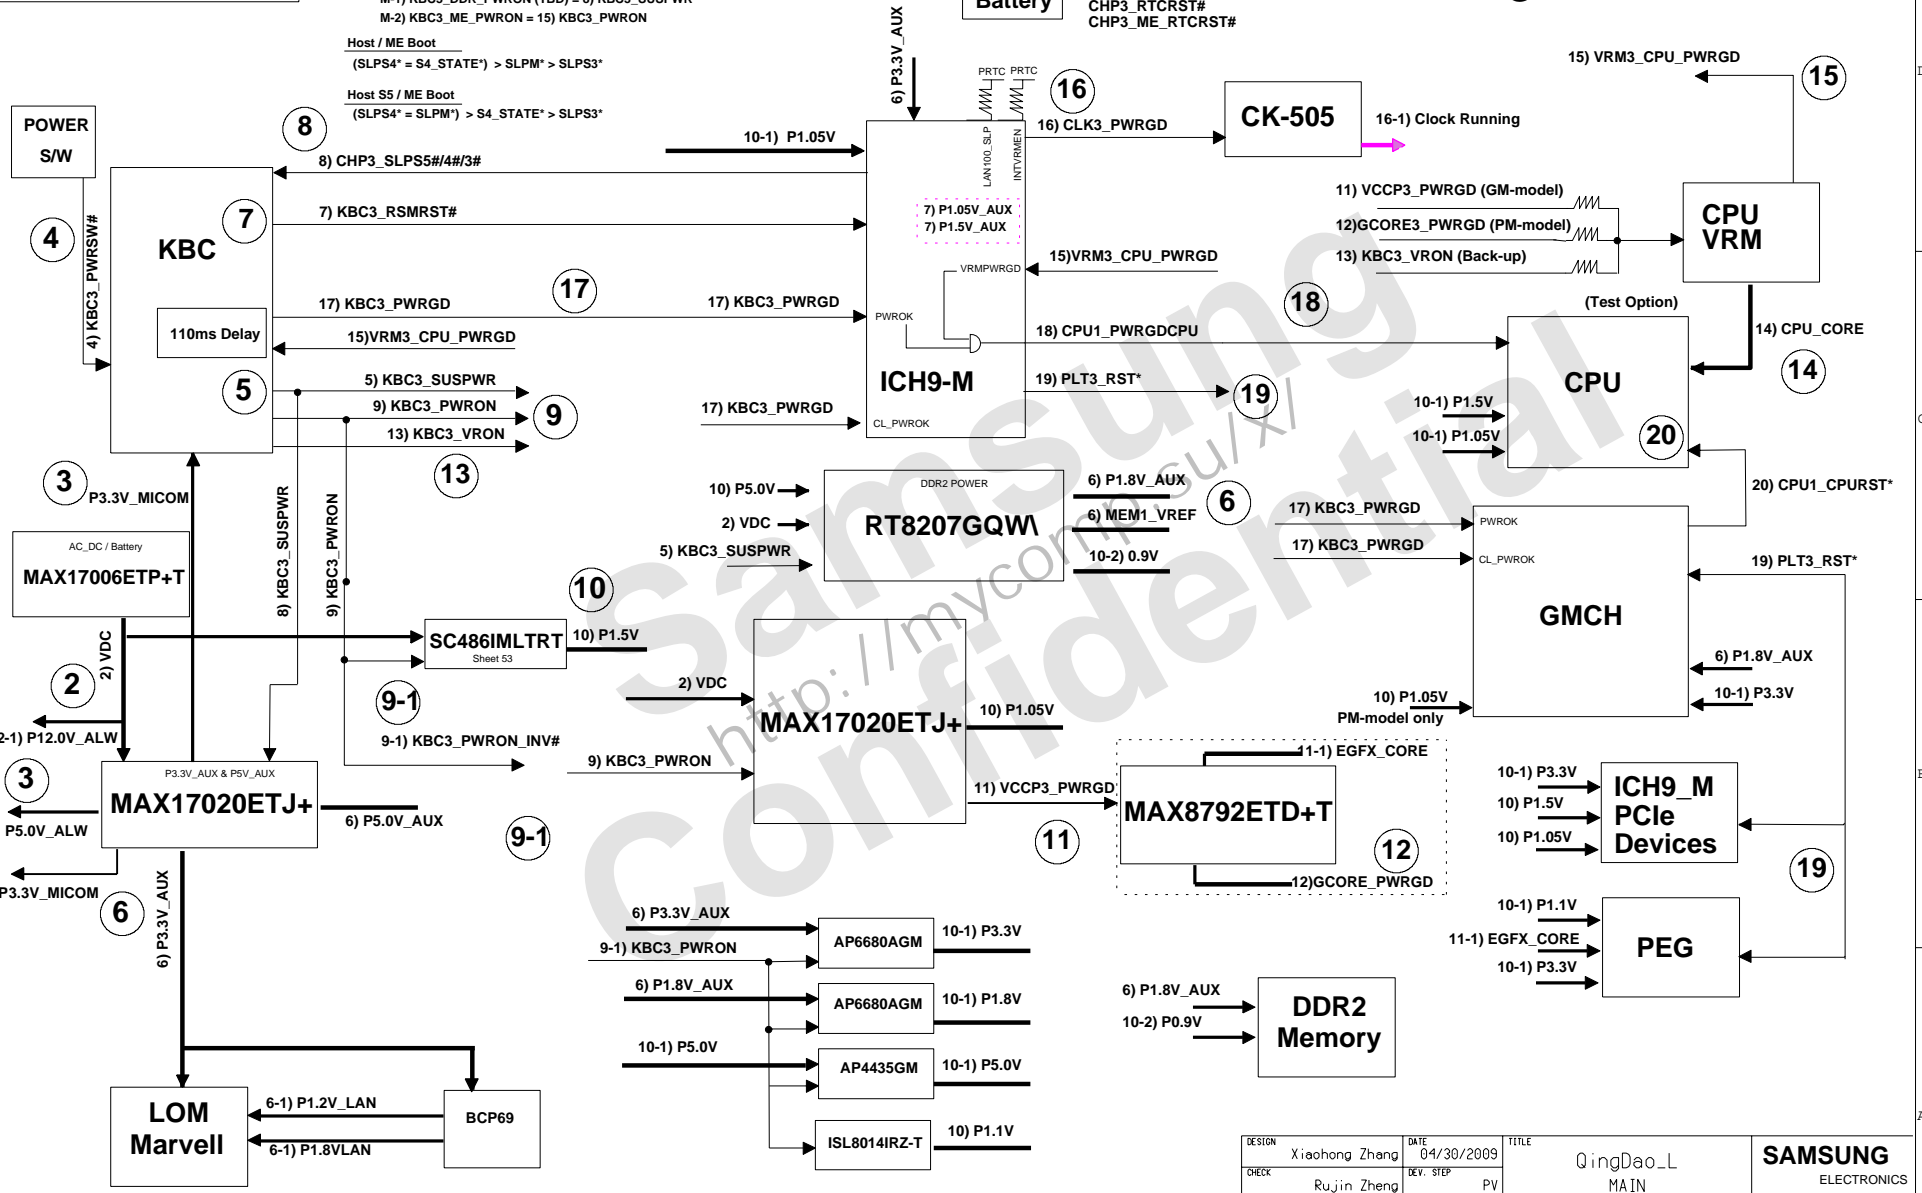 M-2) KBC3_ME_PWRON = 15) KBC3_PWRON
Host / ME Boot
(SLPS4* = S4_STATE*) > SLPM* > SLPS3*
Host S5 / ME Boot
(SLPS4* = SLPM*) > S4_STATE* > SLPS3*
Battery
CHP3_RTCRST#
CHP3_ME_RTCRST#
6) P3.3V_AUX
PRTC
PRTC
16
15) VRM3_CPU_PWRGD
15
POWER
S/W
8
10-1) P1.05V
LAN100_SLP
INTVRMEN
16) CLK3_PWRGD
CK-505
16-1) Clock Running
8) CHP3_SLPS5#/4#/3#
4
4) KBC3_PWRSW#
7
7) KBC3_RSMRST#
KBC
7) P1.05V_AUX
7) P1.5V_AUX
11) VCCP3_PWRGD (GM-model)
12)GCORE3_PWRGD (PM-model)
13) KBC3_VRON (Back-up)
CPU
VRM
VRMPWRGD
15)VRM3_CPU_PWRGD
17) KBC3_PWRGD
17
17) KBC3_PWRGD
PWROK
18
(Test Option)
110ms Delay
15)VRM3_CPU_PWRGD
18) CPU1_PWRGDCPU
14) CPU_CORE
14
ICH9-M
CPU
5
5) KBC3_SUSPWR
9) KBC3_PWRON
9
13) KBC3_VRON
13
19) PLT3_RST*
19
17) KBC3_PWRGD
CL_PWROK
10-1) P1.5V
10-1) P1.05V
20
3
P3.3V_MICOM
8) KBC3_SUSPWR
9) KBC3_PWRON
10) P5.0V
2) VDC
5) KBC3_SUSPWR
DDR2 POWER
RT8207GQW\
6) P1.8V_AUX
6) MEM1_VREF
10-2) 0.9V
6
20) CPU1_CPURST*
17) KBC3_PWRGD
17) KBC3_PWRGD
PWROK
CL_PWROK
GMCH
19) PLT3_RST*
AC_DC / Battery
MAX17006ETP+T
2) VDC
2
10
SC486IMLTRT
Sheet 53
10) P1.5V
9-1
9-1) KBC3_PWRON_INV#
2) VDC
MAX17020ETJ+
10) P1.05V
9) KBC3_PWRON
11) VCCP3_PWRGD
11
6) P1.8V_AUX
10-1) P3.3V
10) P1.05V
PM-model only
2-1) P12.0V_ALW
3
P3.3V_AUX & P5V_AUX
MAX17020ETJ+
P5.0V_ALW
6) P5.0V_AUX
9-1
P3.3V_MICOM
6
6) P3.3V_AUX
11-1) EGFX_CORE
MAX8792ETD+T
12
12)GCORE_PWRGD
10-1) P3.3V
10) P1.5V
10) P1.05V
ICH9_M
PCIe
Devices
19
10-1) P1.1V
11-1) EGFX_CORE
10-1) P3.3V
PEG
6) P3.3V_AUX
9-1) KBC3_PWRON
AP6680AGM
10-1) P3.3V
6) P1.8V_AUX
AP6680AGM
10-1) P1.8V
10-1) P5.0V
AP4435GM
10-1) P5.0V
ISL8014IRZ-T
10) P1.1V
6) P1.8V_AUX
10-2) P0.9V
DDR2
Memory
LOM
Marvell
6-1) P1.2V_LAN
6-1) P1.8VLAN
BCP69
Samsung
Confidential
http://mycomp.su/x/
DESIGN
Xiaohong Zhang
DATE
04/30/2009
TITLE
QingDao_L
MAIN
CHECK
Rujin Zheng
DEV. STEP
PV
SAMSUNG
ELECTRONICS